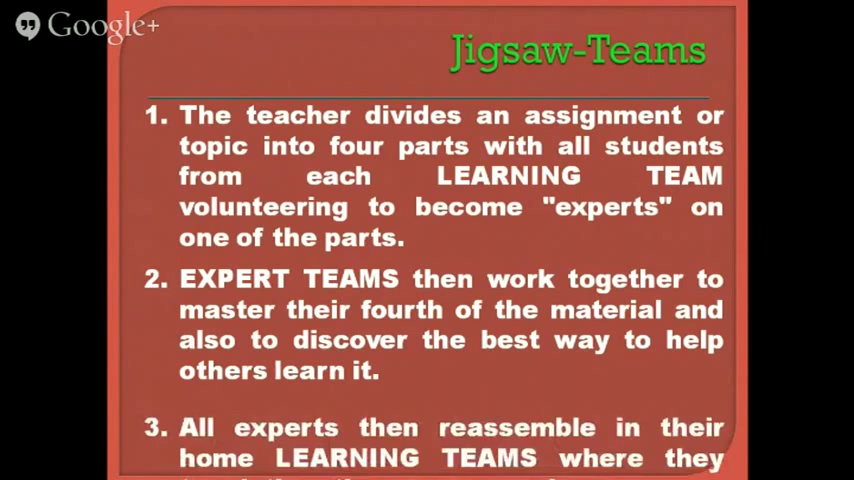 Google+
Jigsaw-Teams
1. The teacher divides an assignment or
topic into four parts with all students
from each LEARNING TEAM
volunteering to become "experts" on
one of the parts.
2. EXPERT TEAMS then work together to
master their fourth of the material and
also to discover the best way to help
others learn it.
3. All experts then reassemble in their
home LEARNING TEAMS where they